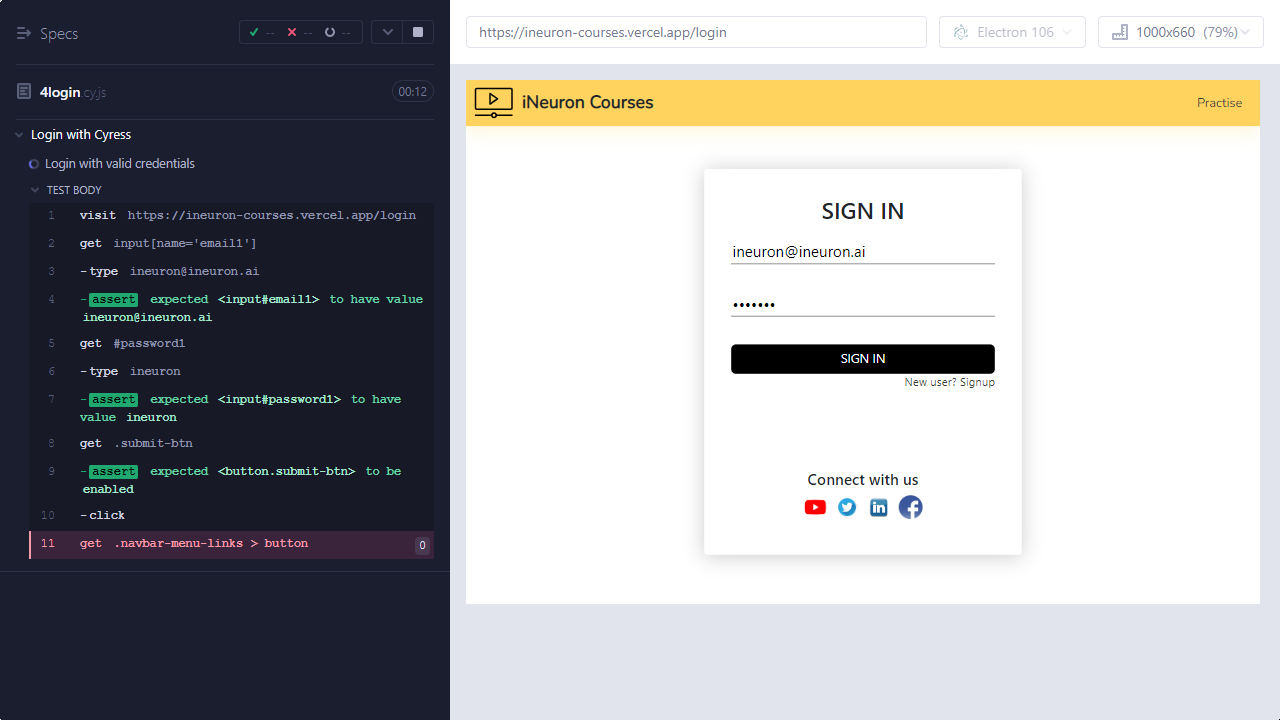 Specs
--
--
--
4login.cy.js
00:12
Login with Cyress
Login with valid credentials
TEST BODY
1 visit https://ineuron-courses.vercel.app/login
2 get input[name='email1']
3 -type ineuron@ineuron.ai
4 -assert expected <input#email1> to have value
ineuron@ineuron.ai
5 get #password1
6 -type ineuron
7 -assert expected <input#password1> to have
value ineuron
8 get .submit-btn
9 -assert expected <button.submit-btn> to be
enabled
10 -click
11 get .navbar-menu-links > button 0
https://ineuron-courses.vercel.app/login
Electron 106
1000x660 (79%)
iNeuron Courses
Practise
SIGN IN
ineuron@ineuron.ai
•••••••
SIGN IN
New user? Signup
Connect with us
in
f